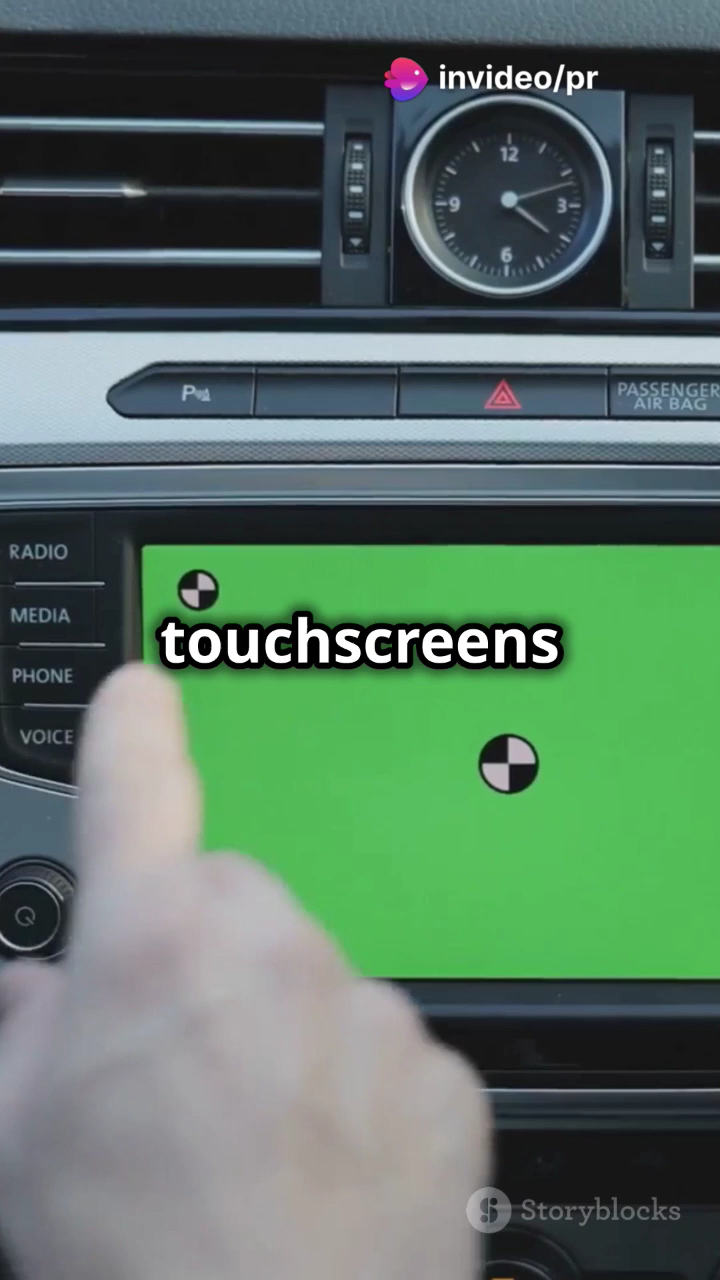 invideo/pr
12
9
3
6
P
PASSENGER
AIR BAG
RADIO
MEDIA
touchscreens
PHONE
VOICE
Storyblocks